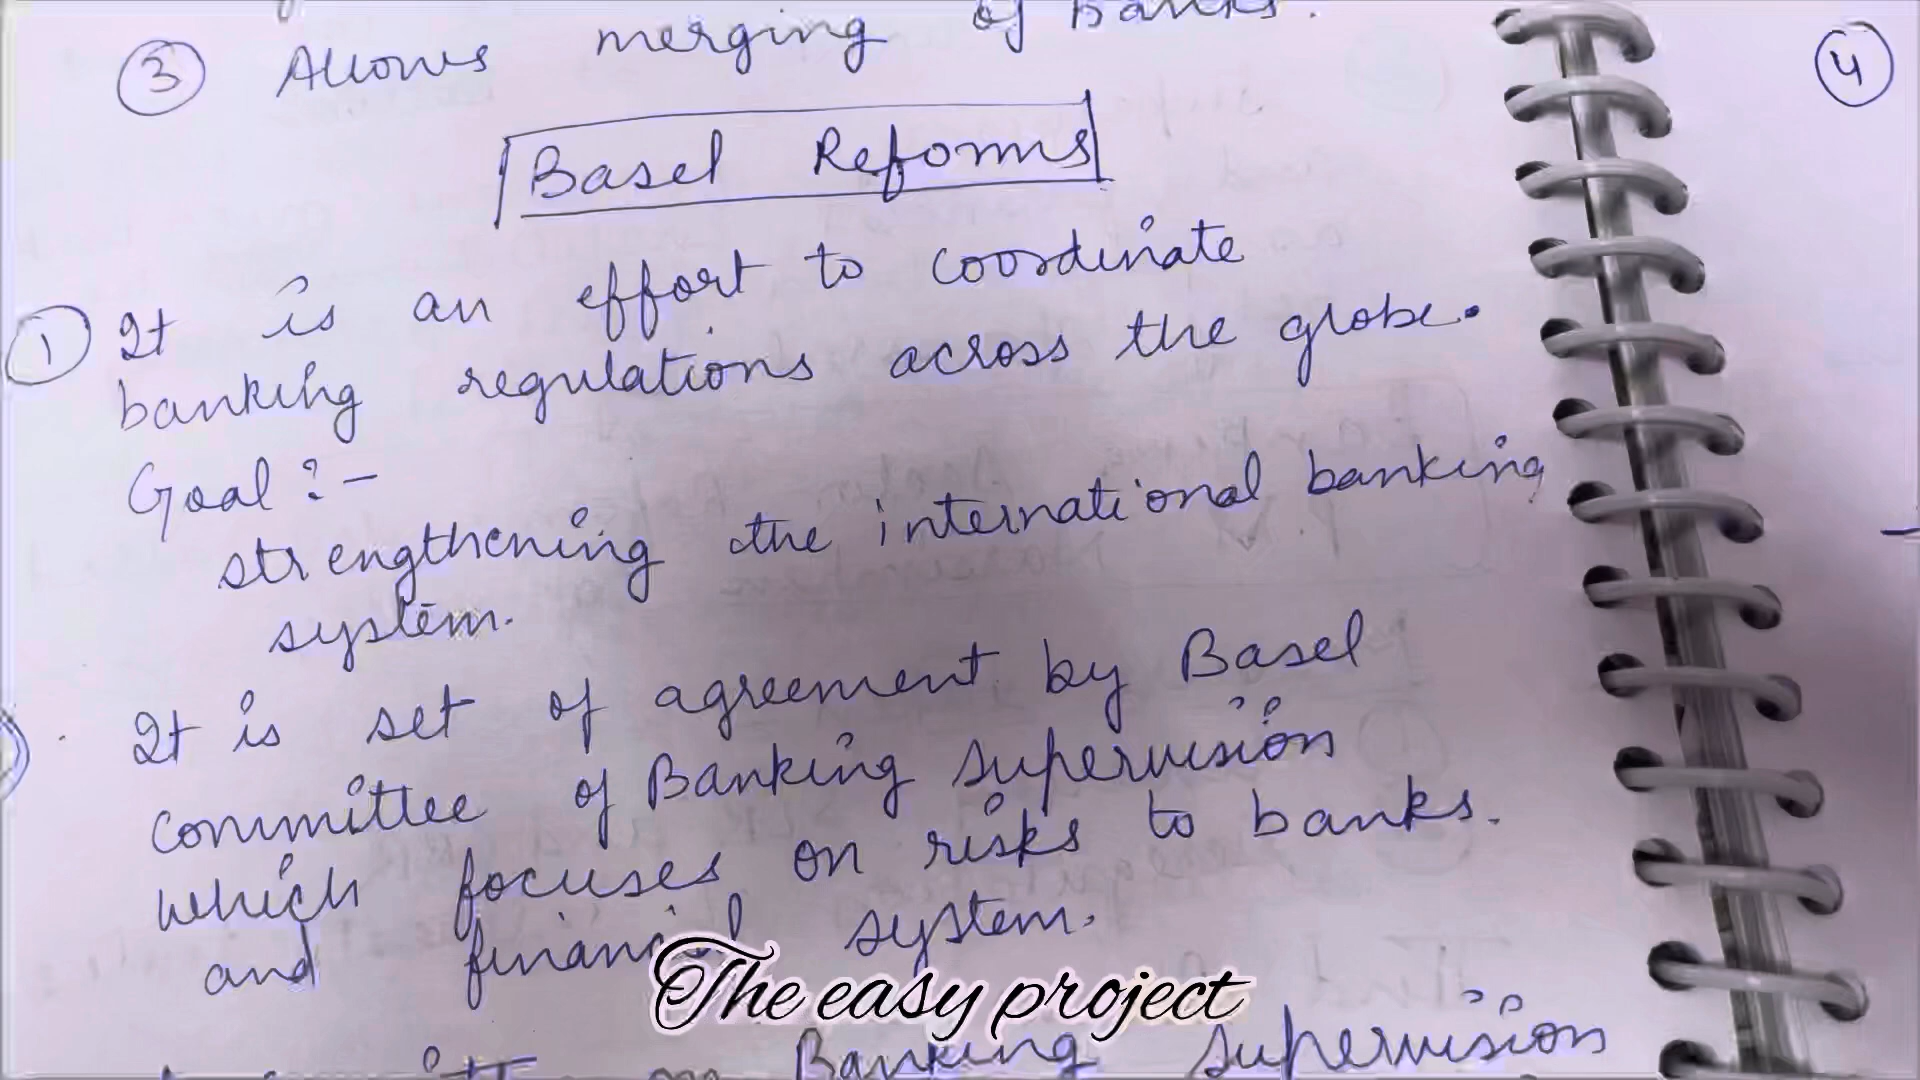 ③ Allows merging of Banks.
④
Basel Reforms
① It is an effort to coordinate
banking regulations across the globe.
Goal :-
strengthening the international banking
system.
It is set of agreement by Basel
committee of Banking supervision
which focuses on risks to banks.
and financial system.
The easy project
on Banking supervision